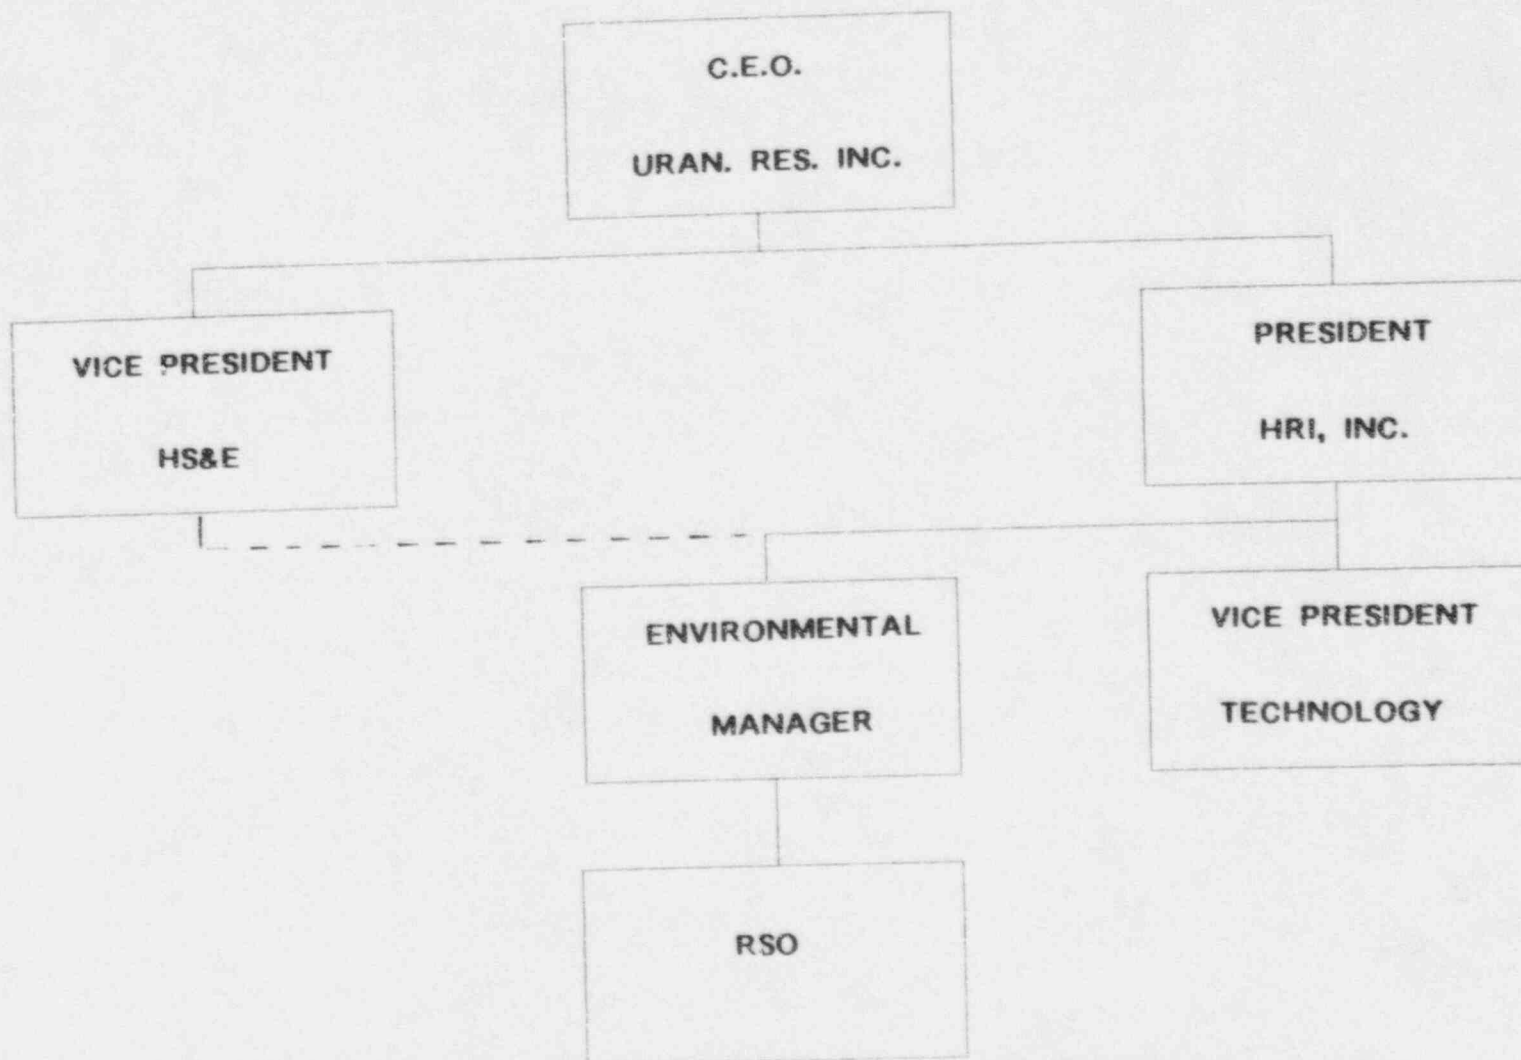 C.E.O.
URAN. RES. INC.
VICE PRESIDENT
HS&E
PRESIDENT
HRI, INC.
ENVIRONMENTAL
MANAGER
VICE PRESIDENT
TECHNOLOGY
RSO